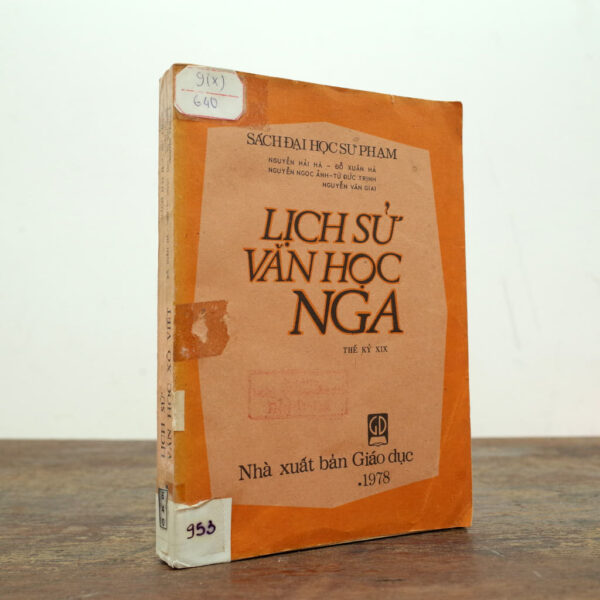 9(X)
640
SÁCH ĐẠI HỌC SƯ PHẠM
NGUYỄN HẢI HÀ - ĐỖ XUÂN HÀ
NGUYỄN NGỌC ẢNH - TỪ ĐỨC TRỊNH
NGUYỄN VĂN GIAI
LỊCH SỬ
VĂN HỌC
NGA
THẾ KỶ XIX
GD
Nhà xuất bản Giáo dục
.1978
953
LỊCH SỬ
VĂN HỌC XÔ VIẾT